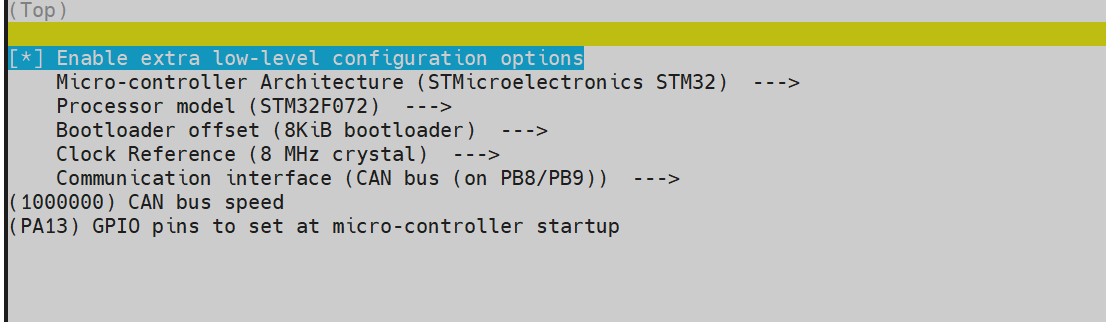 (Top)
[*] Enable extra low-level configuration options
Micro-controller Architecture (STMicroelectronics STM32)  --->
Processor model (STM32F072)  --->
Bootloader offset (8KiB bootloader)  --->
Clock Reference (8 MHz crystal)  --->
Communication interface (CAN bus (on PB8/PB9))  --->
(1000000) CAN bus speed
(PA13) GPIO pins to set at micro-controller startup